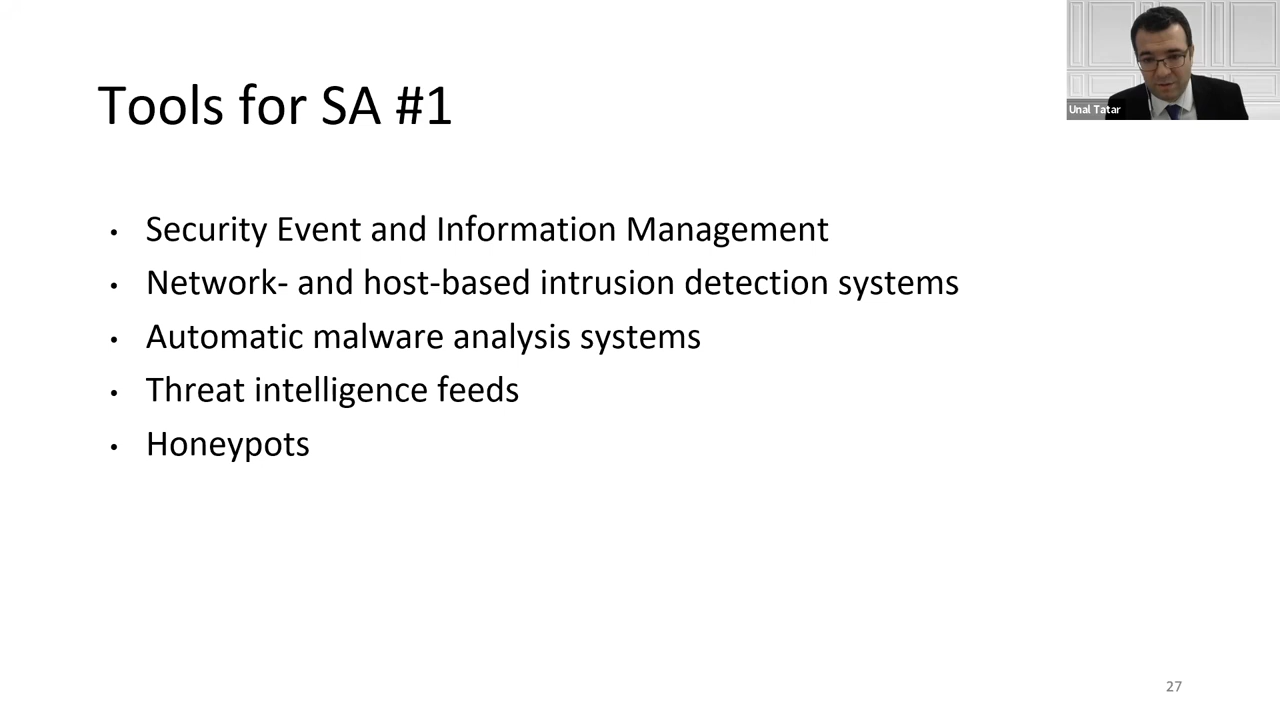 Tools for SA #1
Unal Tatar
• Security Event and Information Management
• Network- and host-based intrusion detection systems
• Automatic malware analysis systems
• Threat intelligence feeds
• Honeypots
27